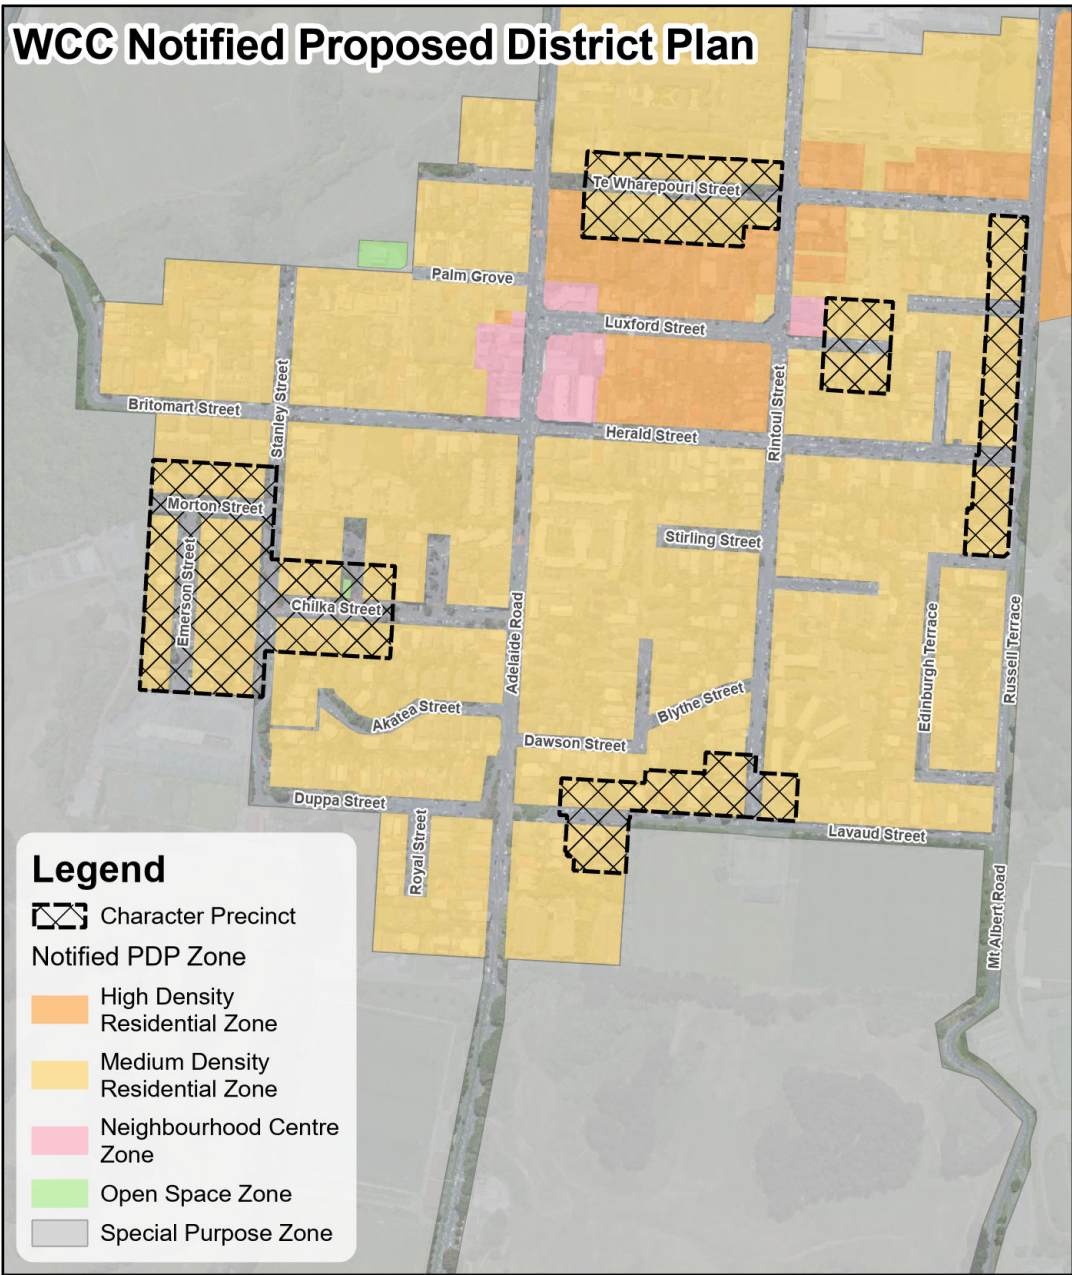 WCC Notified Proposed District Plan
Te Wharepouri Street
Palm Grove
Luxford Street
Stanley Street
Britomart Street
Rintoul Street
Herald Street
Morton Street
Stirling Street
Emerson Street
Chilka Street
Adelaide Road
Edinburgh Terrace
Russell Terrace
Akatea Street
Blythe Street
Dawson Street
Duppa Street
Royal Street
Lavaud Street
Mt Albert Road
Legend
Character Precinct
Notified PDP Zone
High Density
Residential Zone
Medium Density
Residential Zone
Neighbourhood Centre
Zone
Open Space Zone
Special Purpose Zone